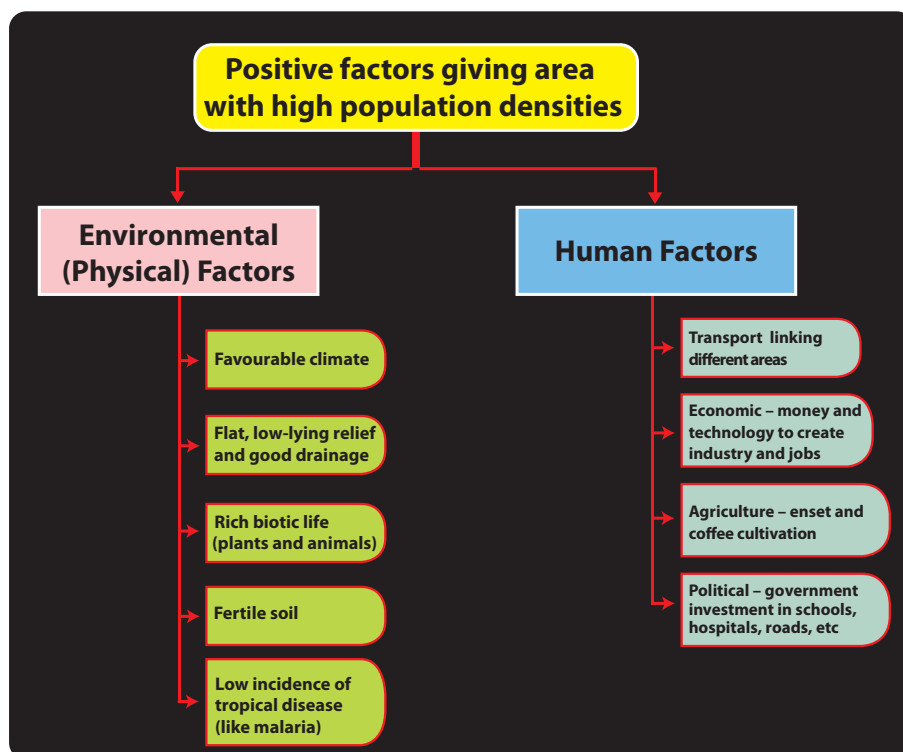 Positive factors giving area
with high population densities
Environmental
(Physical) Factors
Favourable climate
Flat, low-lying relief
and good drainage
Rich biotic life
(plants and animals)
Fertile soil
Low incidence of
tropical disease
(like malaria)
Human Factors
Transport linking
different areas
Economic – money and
technology to create
industry and jobs
Agriculture – enset and
coffee cultivation
Political – government
investment in schools,
hospitals, roads, etc